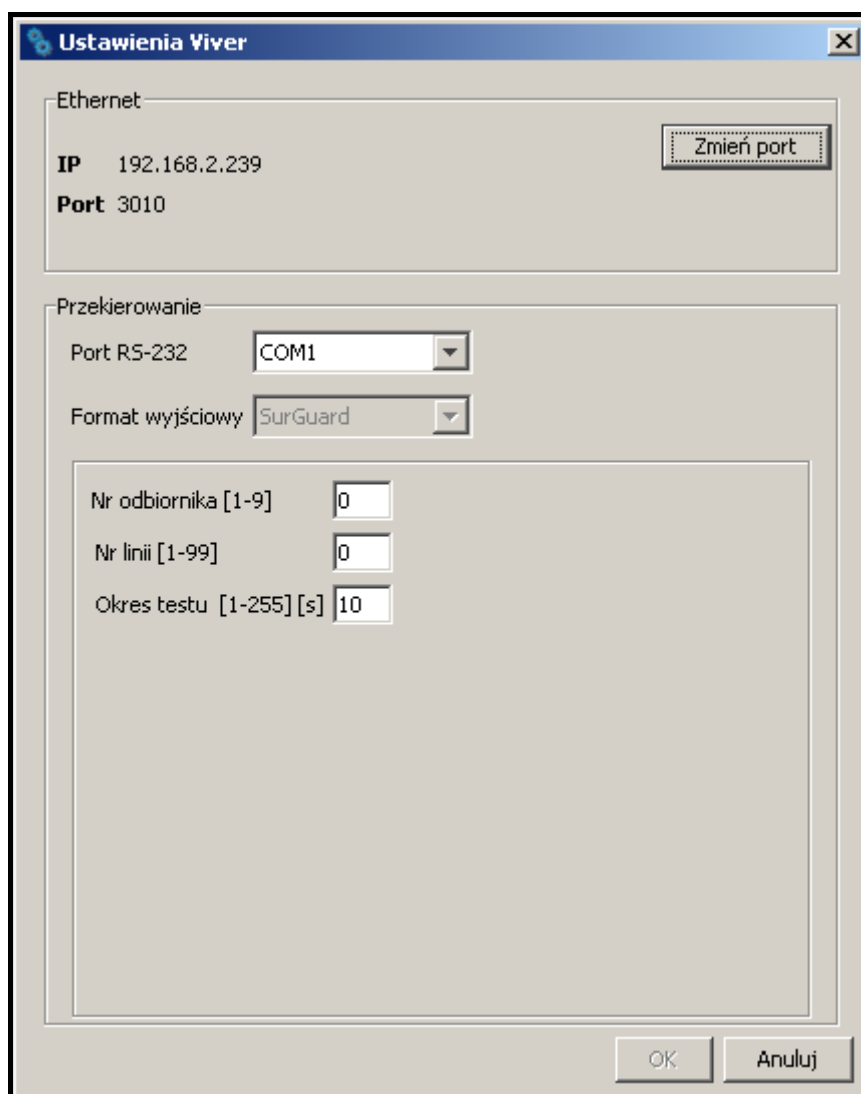 Ustawienia Viver
Ethernet
Zmień port
IP 192.168.2.239
Port 3010
Przekierowanie
Port RS-232 COM1
Format wyjściowy SurGuard
Nr odbiornika [1-9] 0
Nr linii [1-99] 0
Okres testu [1-255] [s] 10
OK Anuluj